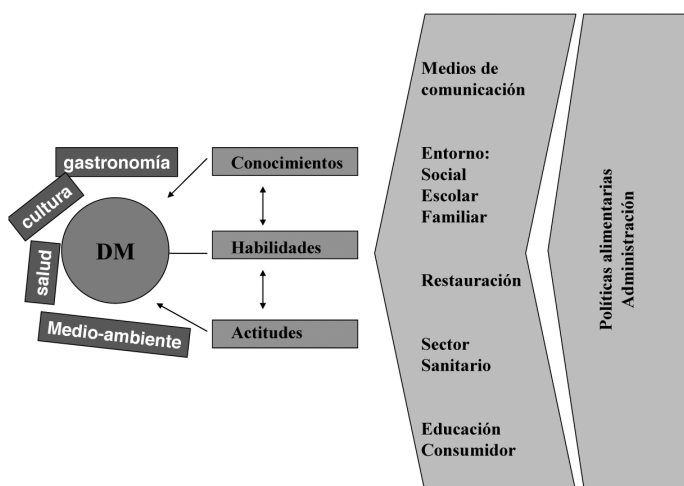 gastronomía
cultura
salud
Medio-ambiente
DM
Conocimientos
Habilidades
Actitudes
Medios de
comunicación
Entorno:
Social
Escolar
Familiar
Restauración
Sector
Sanitario
Educación
Consumidor
Políticas alimentarias
Administración